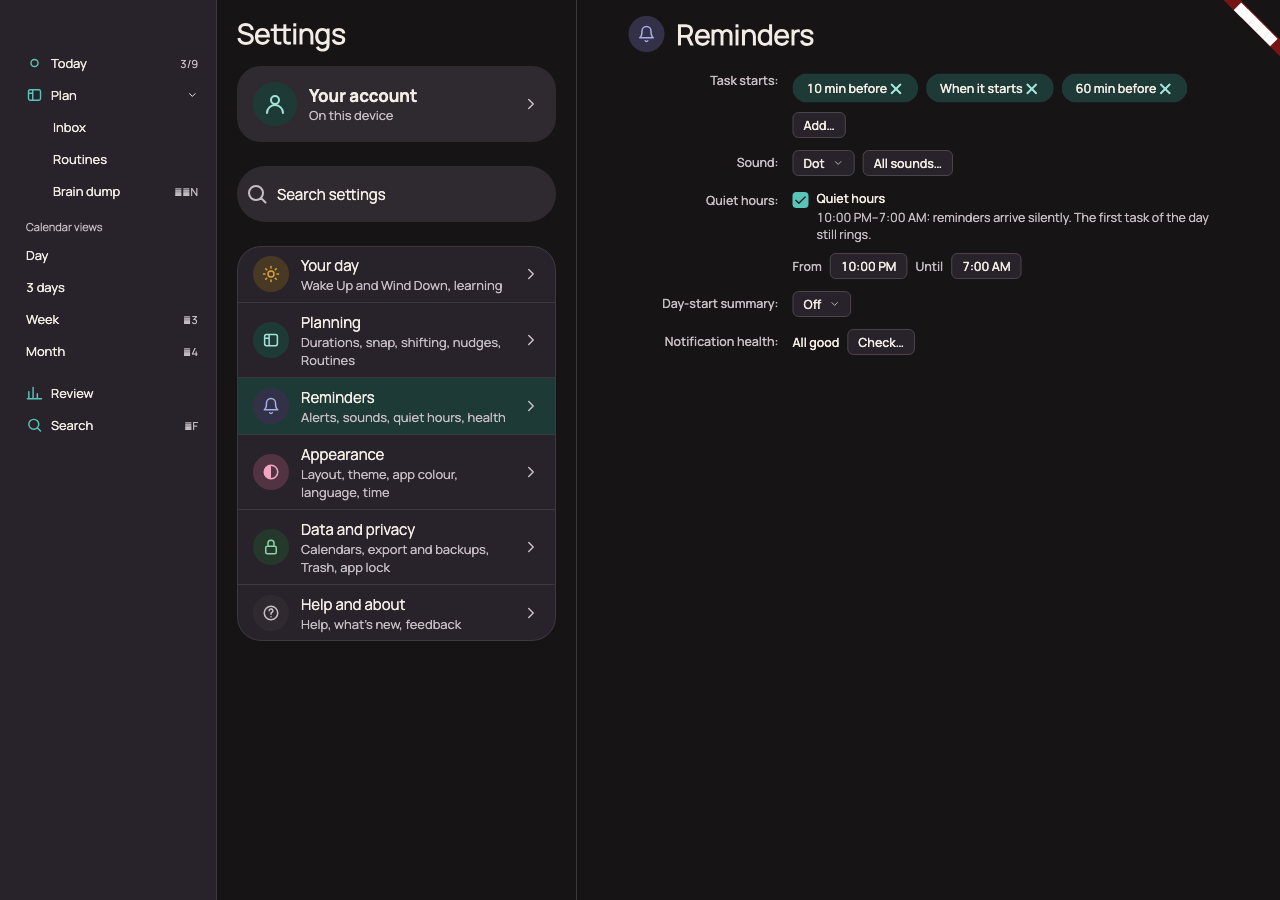 Today 3/9
Plan
Inbox
Routines
Brain dump N
Calendar views
Day
3 days
Week 3
Month 4
Review
Search F
Settings
Your account
On this device
Search settings
Your day
Wake Up and Wind Down, learning
Planning
Durations, snap, shifting, nudges,
Routines
Reminders
Alerts, sounds, quiet hours, health
Appearance
Layout, theme, app colour,
language, time
Data and privacy
Calendars, export and backups,
Trash, app lock
Help and about
Help, what's new, feedback
Reminders
Task starts: 10 min before When it starts 60 min before
Add...
Sound: Dot All sounds...
Quiet hours: Quiet hours
10:00 PM–7:00 AM: reminders arrive silently. The first task of the day
still rings.
From 10:00 PM Until 7:00 AM
Day-start summary: Off
Notification health: All good Check...